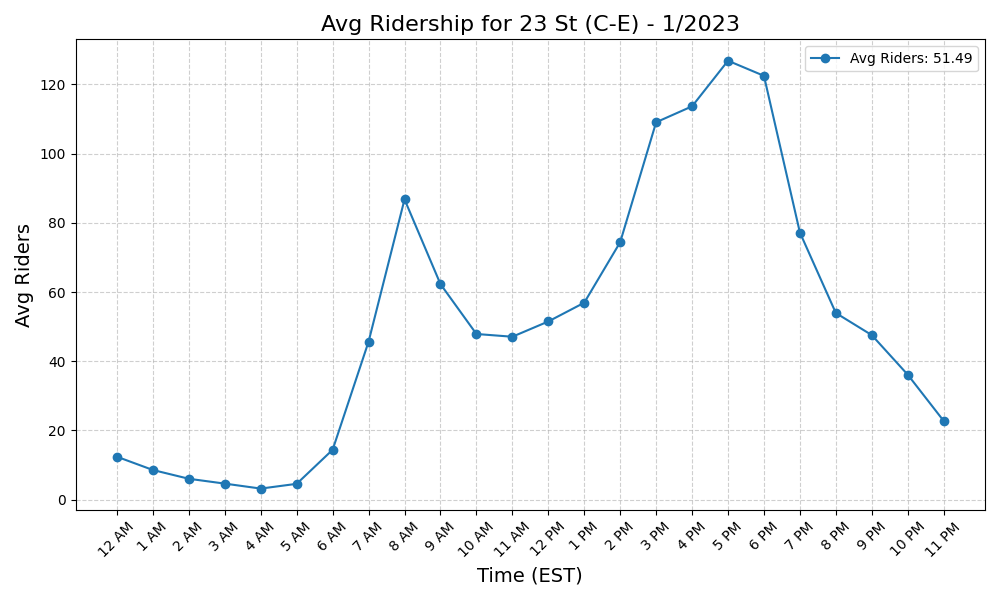 Avg Ridership for 23 St (C-E) - 1/2023
Avg Riders: 51.49
Avg Riders
120
100
80
60
40
20
0
12 AM 1 AM 2 AM 3 AM 4 AM 5 AM 6 AM 7 AM 8 AM 9 AM 10 AM 11 AM 12 PM 1 PM 2 PM 3 PM 4 PM 5 PM 6 PM 7 PM 8 PM 9 PM 10 PM 11 PM
Time (EST)